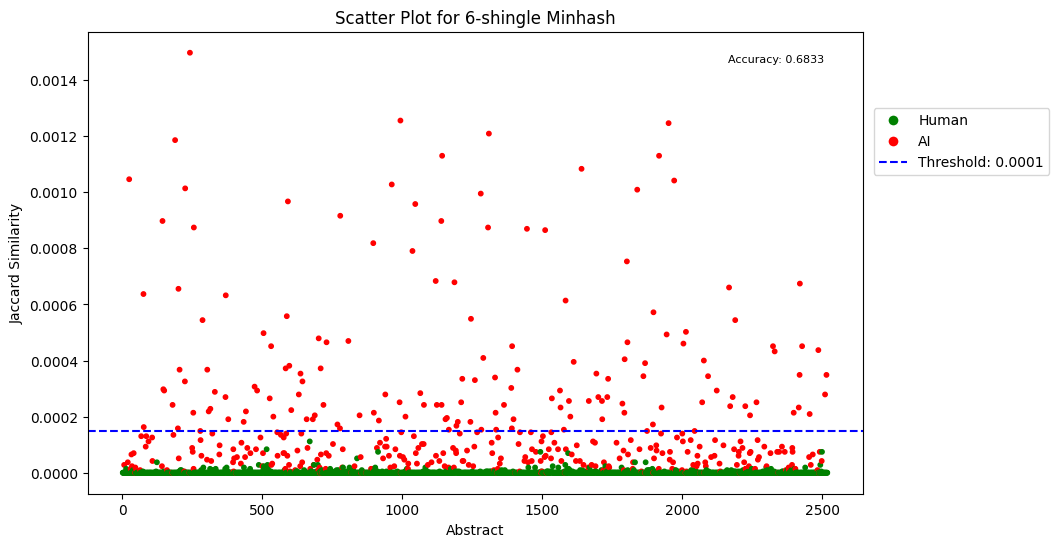 Scatter Plot for 6-shingle Minhash
Accuracy: 0.6833
Human
AI
Threshold: 0.0001
Jaccard Similarity
0.0014
0.0012
0.0010
0.0008
0.0006
0.0004
0.0002
0.0000
0 500 1000 1500 2000 2500
Abstract